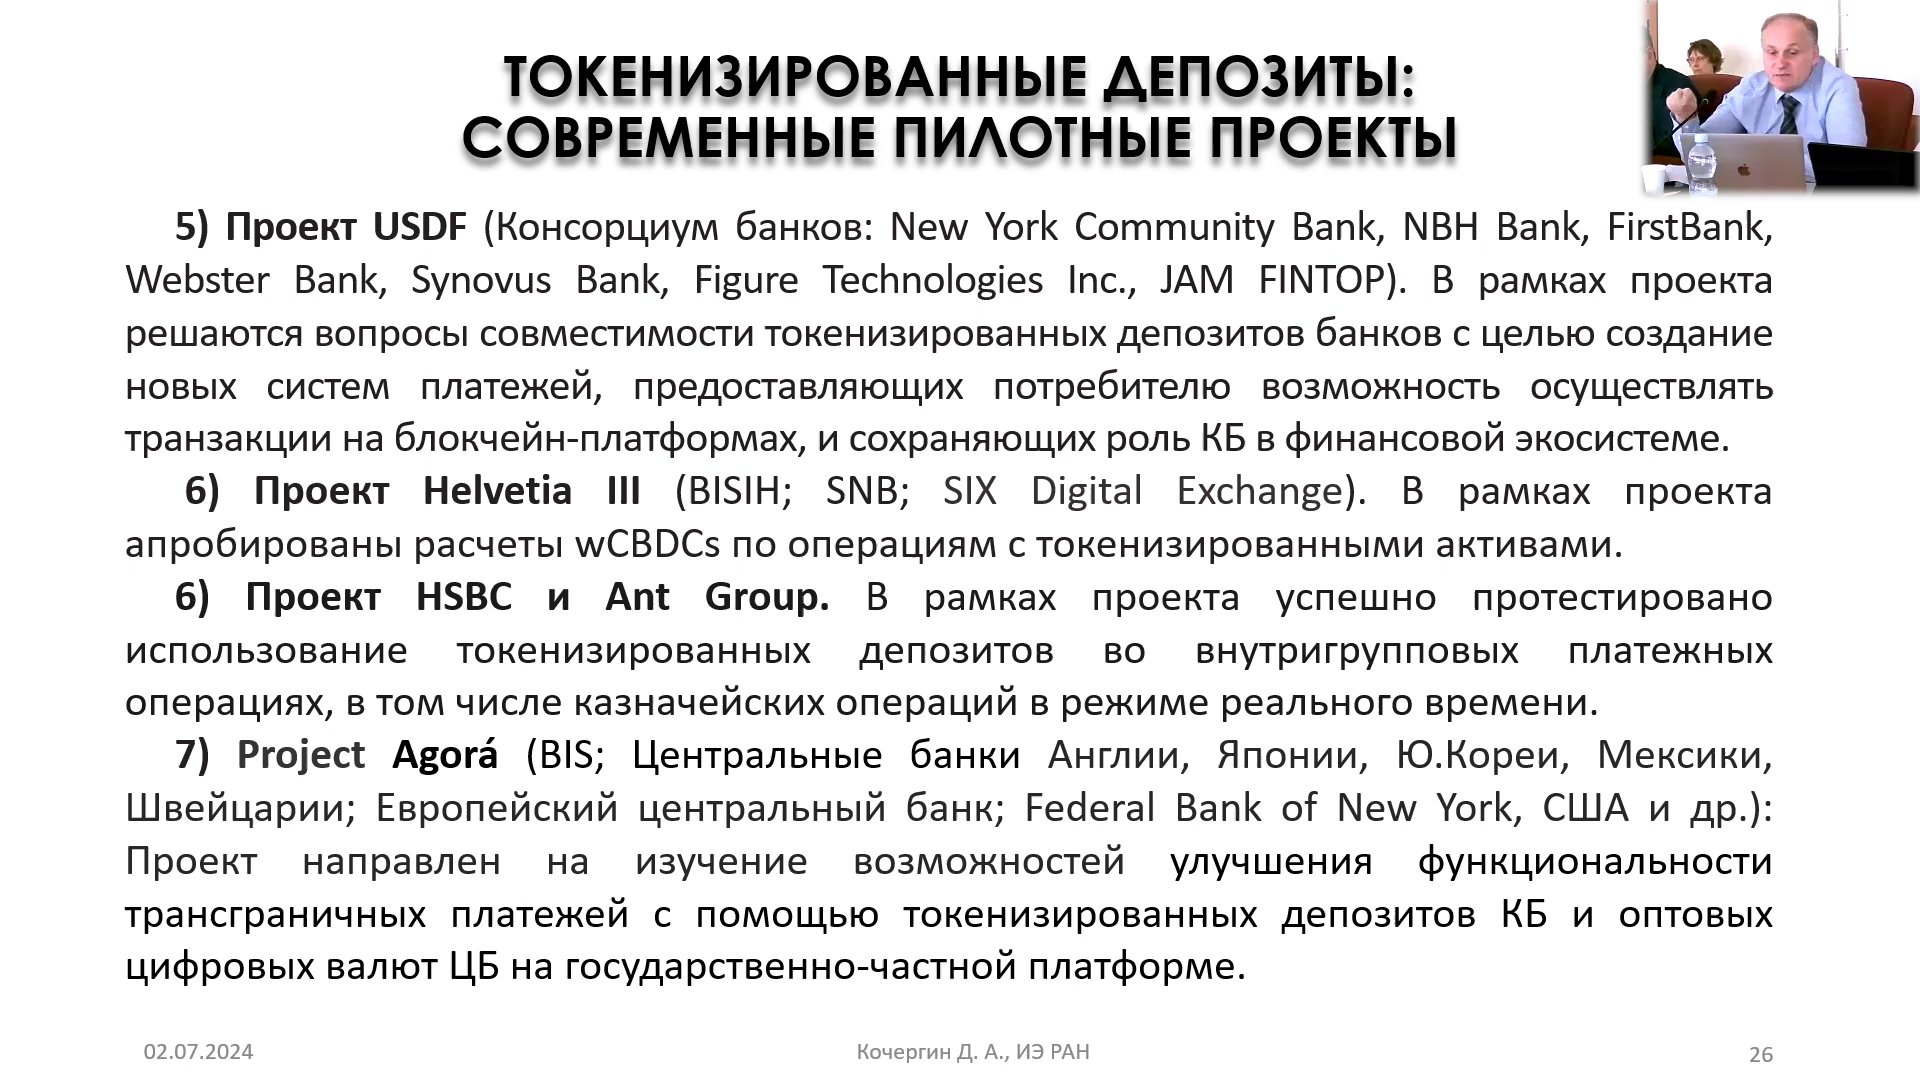 ТОКЕНИЗИРОВАННЫЕ ДЕПОЗИТЫ:
СОВРЕМЕННЫЕ ПИЛОТНЫЕ ПРОЕКТЫ
5) Проект USDF (Консорциум банков: New York Community Bank, NBH Bank, FirstBank,
Webster Bank, Synovus Bank, Figure Technologies Inc., JAM FINTOP). В рамках проекта
решаются вопросы совместимости токенизированных депозитов банков с целью создание
новых систем платежей, предоставляющих потребителю возможность осуществлять
транзакции на блокчейн-платформах, и сохраняющих роль КБ в финансовой экосистеме.
6) Проект Helvetia III (BISIH; SNB; SIX Digital Exchange). В рамках проекта
апробированы расчеты wCBDCs по операциям с токенизированными активами.
6) Проект HSBC и Ant Group. В рамках проекта успешно протестировано
использование токенизированных депозитов во внутригрупповых платежных
операциях, в том числе казначейских операций в режиме реального времени.
7) Project Agorá (BIS; Центральные банки Англии, Японии, Ю.Кореи, Мексики,
Швейцарии; Европейский центральный банк; Federal Bank of New York, США и др.):
Проект направлен на изучение возможностей улучшения функциональности
трансграничных платежей с помощью токенизированных депозитов КБ и оптовых
цифровых валют ЦБ на государственно-частной платформе.
02.07.2024
Кочергин Д. А., ИЭ РАН
26